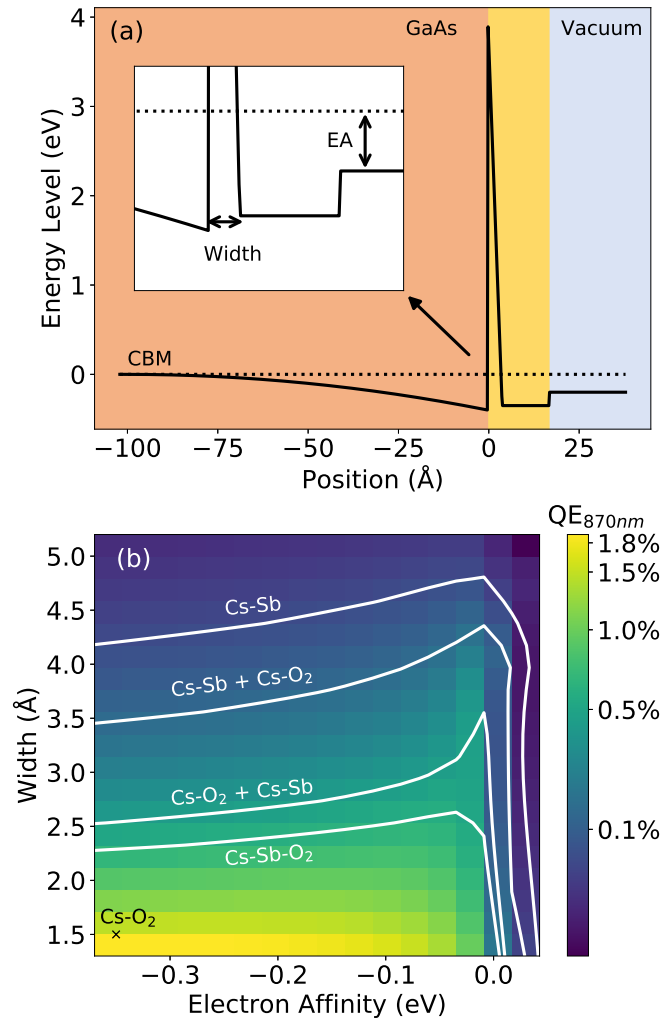 (a)
GaAs
Vacuum
EA
Width
CBM
4
3
2
1
0
Energy Level (eV)
−100
−75
−50
−25
0
25
Position (Å)
QE870nm
(b)
Cs-Sb
Cs-Sb + Cs-O2
Cs-O2 + Cs-Sb
Cs-Sb-O2
Cs-O2
×
5.0
4.5
4.0
3.5
3.0
2.5
2.0
1.5
Width (Å)
−0.3
−0.2
−0.1
0.0
Electron Affinity (eV)
1.8%
1.5%
1.0%
0.5%
0.1%